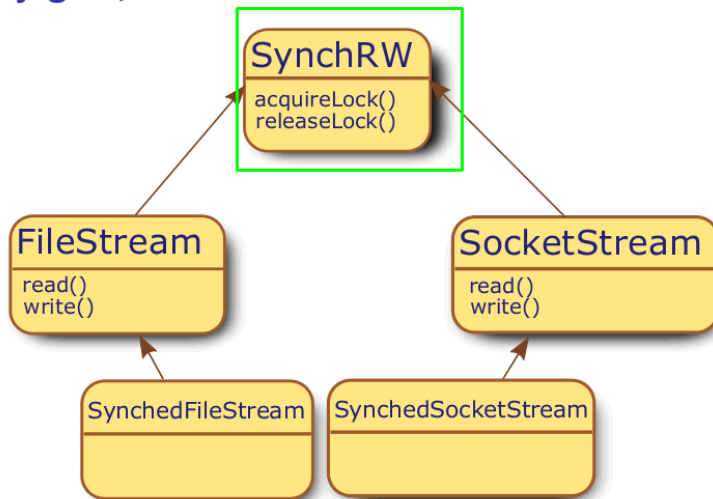 SynchRW
acquireLock()
releaseLock()
FileStream
read()
write()
SocketStream
read()
write()
SynchedFileStream
SynchedSocketStream